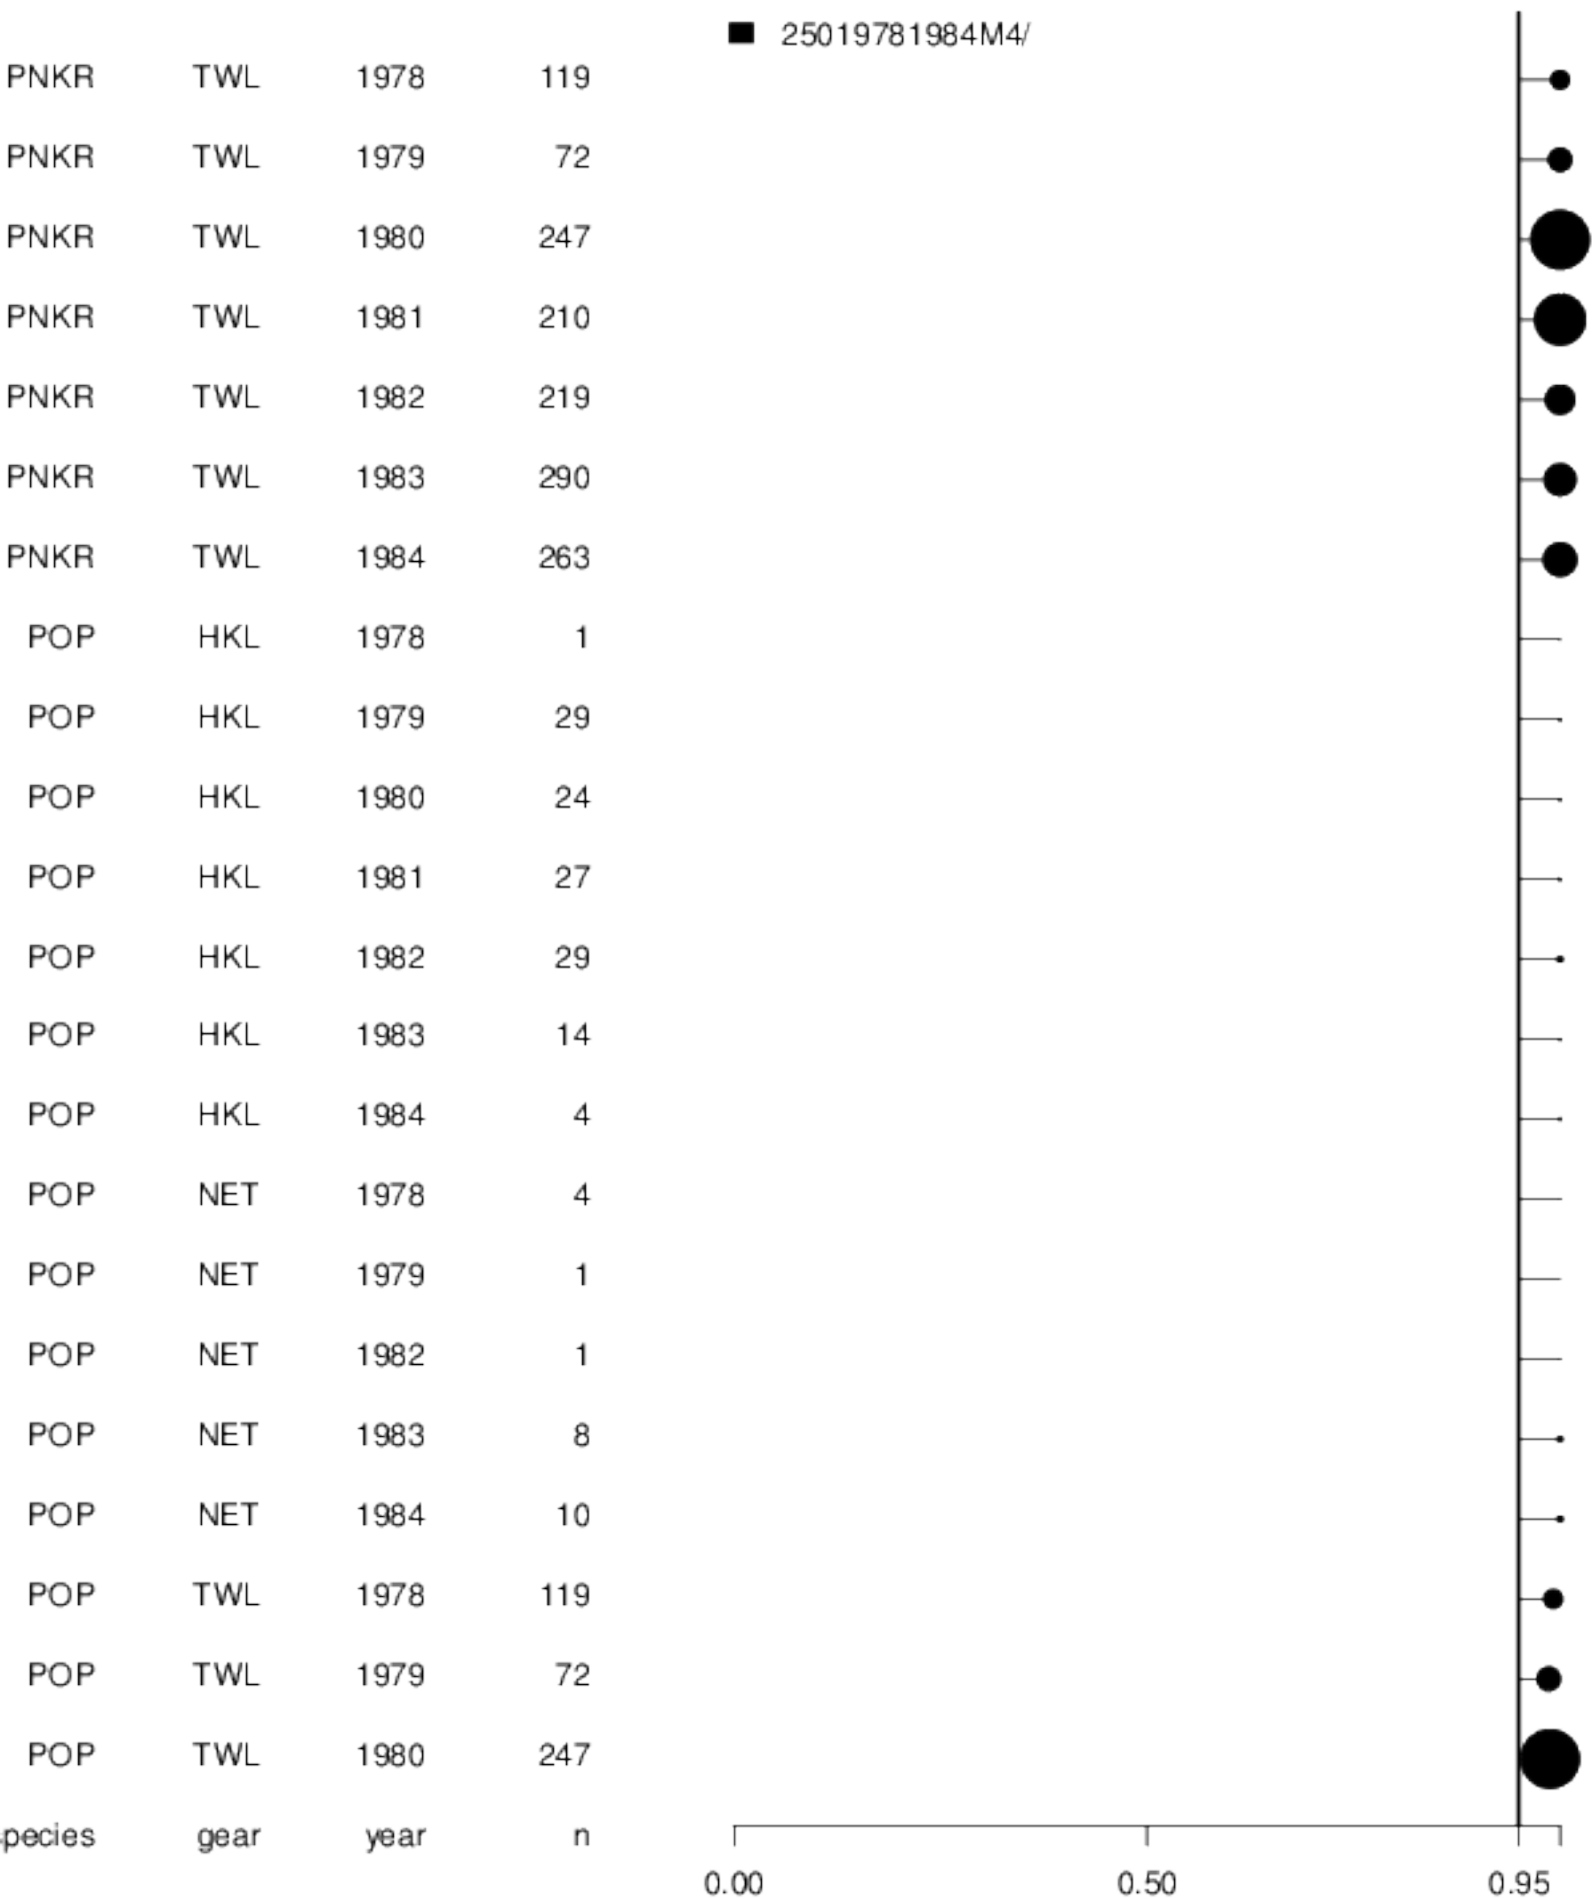 25019781984M4/
PNKR TWL 1978 119
PNKR TWL 1979 72
PNKR TWL 1980 247
PNKR TWL 1981 210
PNKR TWL 1982 219
PNKR TWL 1983 290
PNKR TWL 1984 263
POP HKL 1978 1
POP HKL 1979 29
POP HKL 1980 24
POP HKL 1981 27
POP HKL 1982 29
POP HKL 1983 14
POP HKL 1984 4
POP NET 1978 4
POP NET 1979 1
POP NET 1982 1
POP NET 1983 8
POP NET 1984 10
POP TWL 1978 119
POP TWL 1979 72
POP TWL 1980 247
pecies gear year n
0.00 0.50 0.95